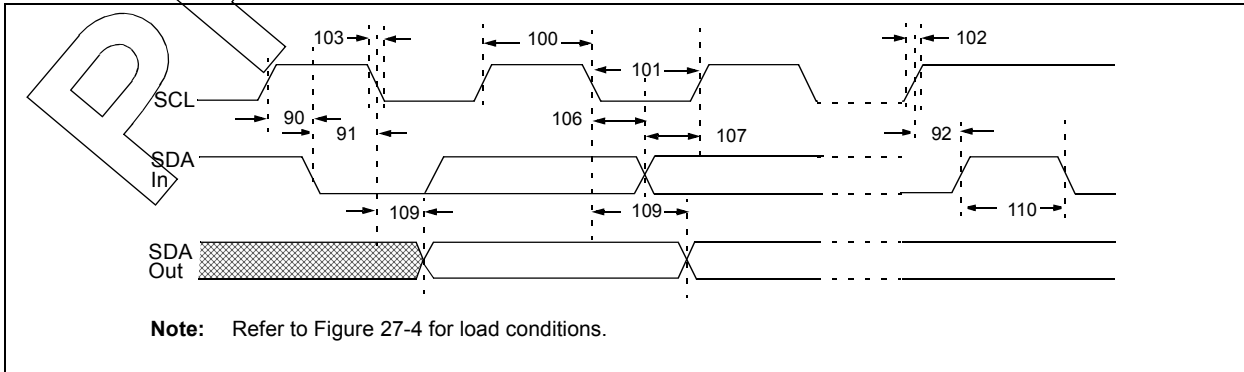 103
100
102
101
SCL
90
91
106
107
92
SDA
In
109
109
110
SDA
Out
Note: Refer to Figure 27-4 for load conditions.